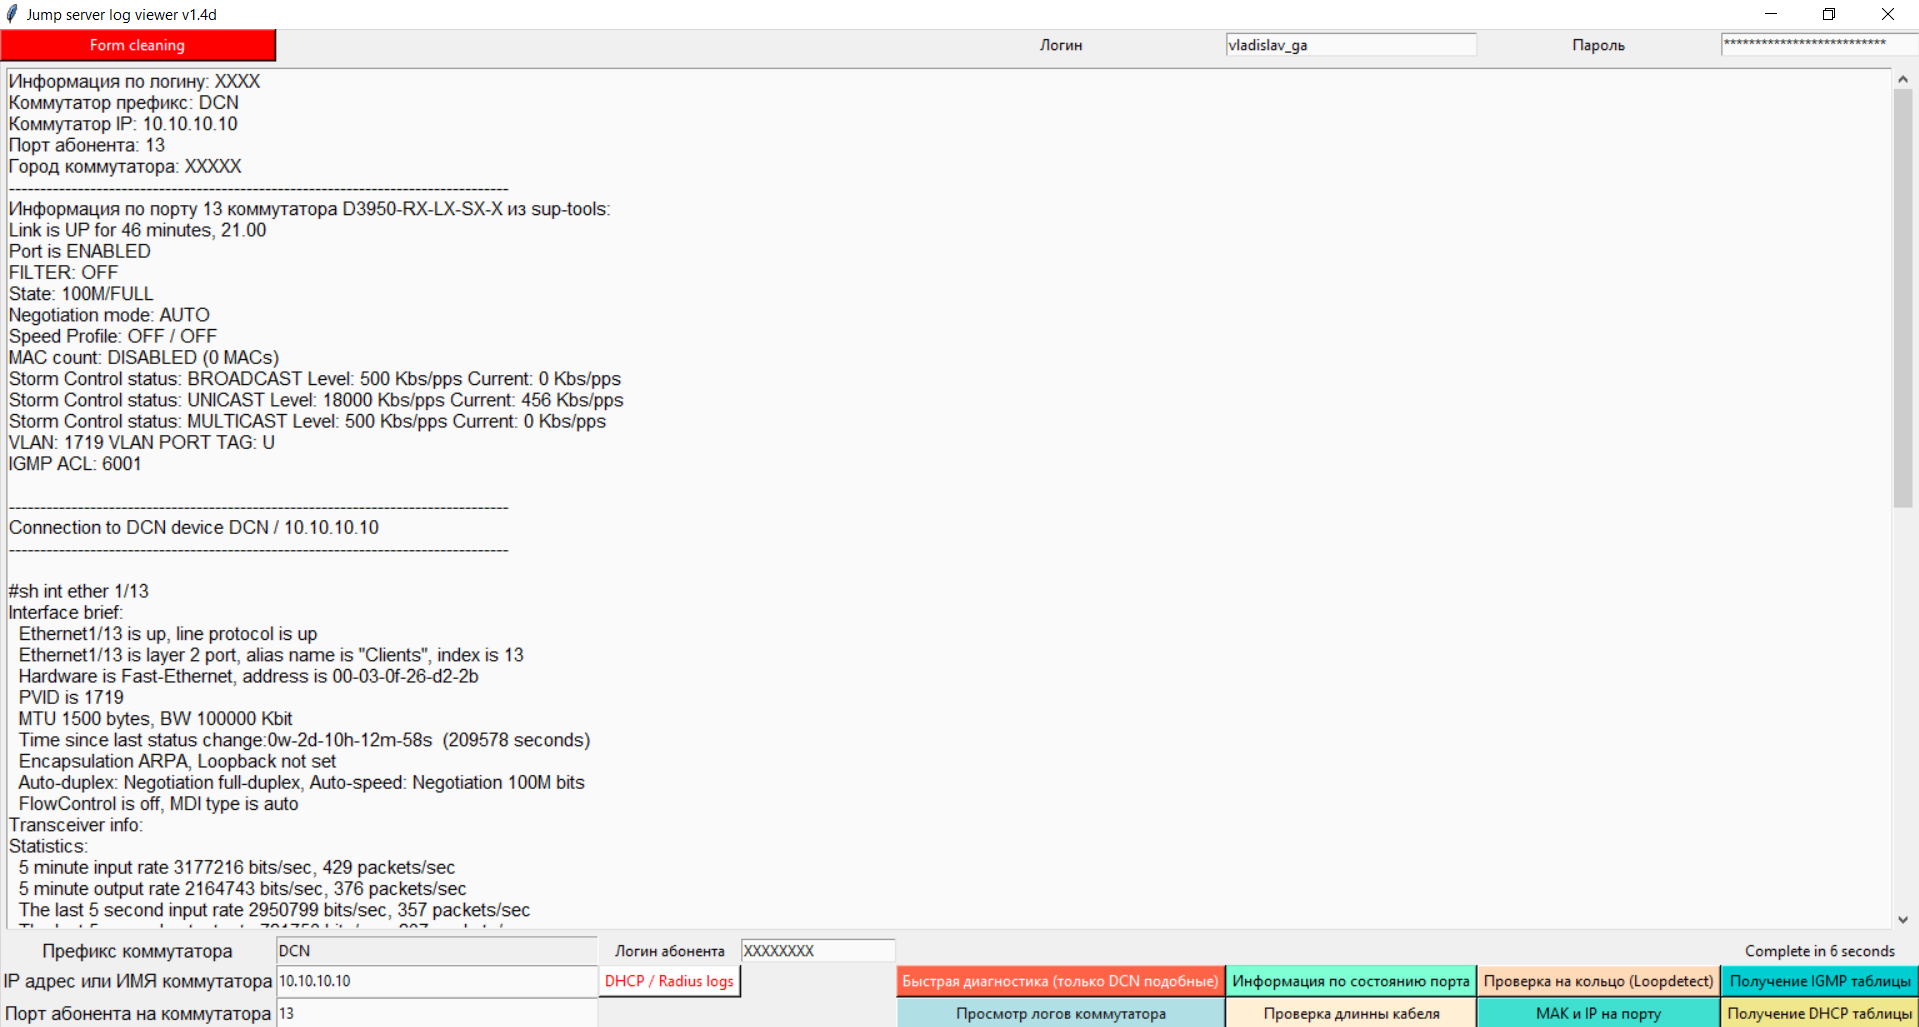 Jump server log viewer v1.4d
Form cleaning
Логин
vladislav_ga
Пароль
**************************
Информация по логину: XXXX
Коммутатор префикс: DCN
Коммутатор IP: 10.10.10.10
Порт абонента: 13
Город коммутатора: XXXXX
--------------------------------------------------------------------------------
Информация по порту 13 коммутатора D3950-RX-LX-SX-X из sup-tools:
Link is UP for 46 minutes, 21.00
Port is ENABLED
FILTER: OFF
State: 100M/FULL
Negotiation mode: AUTO
Speed Profile: OFF / OFF
MAC count: DISABLED (0 MACs)
Storm Control status: BROADCAST Level: 500 Kbs/pps Current: 0 Kbs/pps
Storm Control status: UNICAST Level: 18000 Kbs/pps Current: 456 Kbs/pps
Storm Control status: MULTICAST Level: 500 Kbs/pps Current: 0 Kbs/pps
VLAN: 1719 VLAN PORT TAG: U
IGMP ACL: 6001
--------------------------------------------------------------------------------
Connection to DCN device DCN / 10.10.10.10
--------------------------------------------------------------------------------
#sh int ether 1/13
Interface brief:
Ethernet1/13 is up, line protocol is up
Ethernet1/13 is layer 2 port, alias name is "Clients", index is 13
Hardware is Fast-Ethernet, address is 00-03-0f-26-d2-2b
PVID is 1719
MTU 1500 bytes, BW 100000 Kbit
Time since last status change:0w-2d-10h-12m-58s (209578 seconds)
Encapsulation ARPA, Loopback not set
Auto-duplex: Negotiation full-duplex, Auto-speed: Negotiation 100M bits
FlowControl is off, MDI type is auto
Transceiver info:
Statistics:
5 minute input rate 3177216 bits/sec, 429 packets/sec
5 minute output rate 2164743 bits/sec, 376 packets/sec
The last 5 second input rate 2950799 bits/sec, 357 packets/sec
Префикс коммутатора
DCN
Логин абонента
XXXXXXXX
Complete in 6 seconds
IP адрес или ИМЯ коммутатора
10.10.10.10
DHCP / Radius logs
Быстрая диагностика (только DCN подобные)
Информация по состоянию порта
Проверка на кольцо (Loopdetect)
Получение IGMP таблицы
Порт абонента на коммутатора
13
Просмотр логов коммутатора
Проверка длинны кабеля
МАК и IP на порту
Получение DHCP таблицы